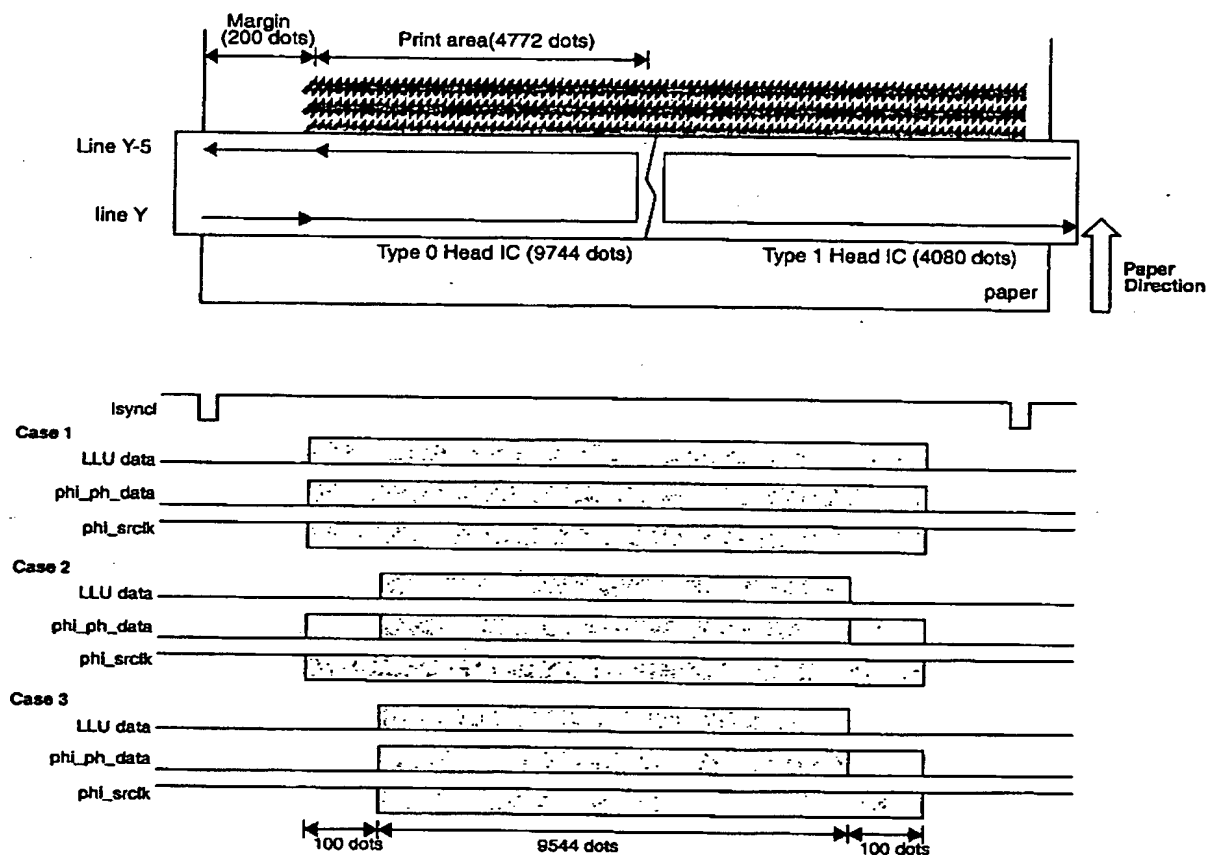 Margin
(200 dots)
Print area(4772 dots)
Line Y-5
line Y
Type 0 Head IC (9744 dots)
Type 1 Head IC (4080 dots)
paper
Paper
Direction
lsyncl
Case 1
LLU data
phi_ph_data
phi_srclk
Case 2
LLU data
phi_ph_data
phi_srclk
Case 3
LLU data
phi_ph_data
phi_srclk
100 dots
9544 dots
100 dots